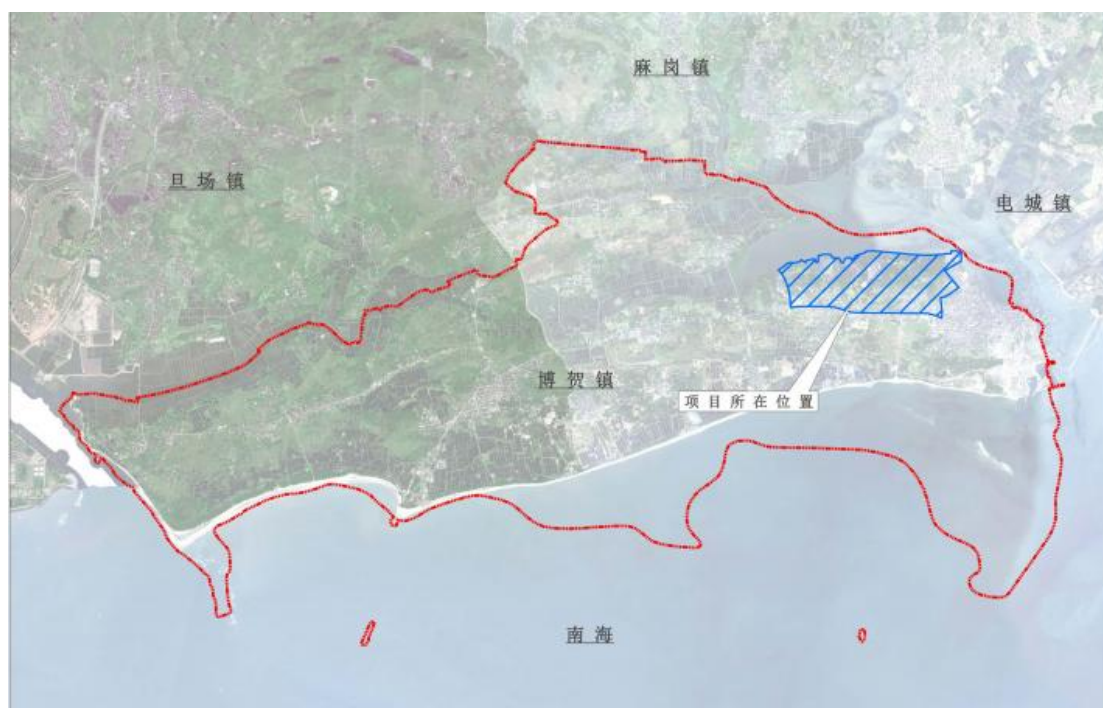 麻岗镇
旦场镇
电城镇
博贺镇
项目所在位置
南海